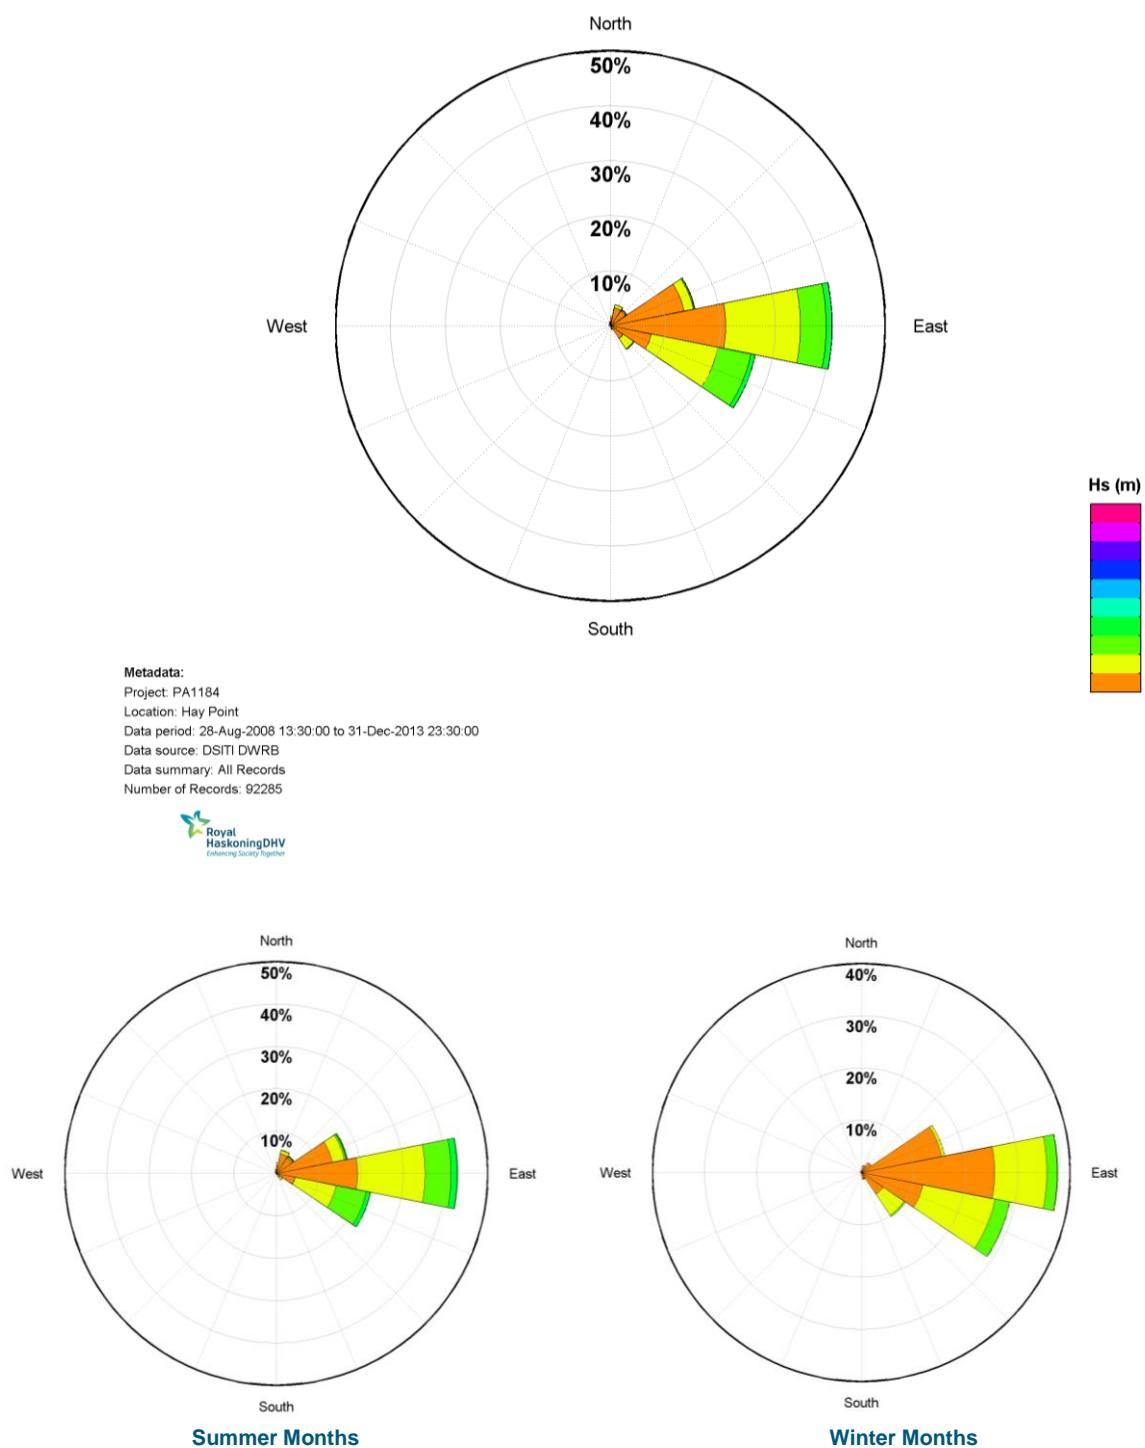 North
50%
40%
30%
20%
10%
West
East
South
Hs (m)
Metadata:
Project: PA1184
Location: Hay Point
Data period: 28-Aug-2008 13:30:00 to 31-Dec-2013 23:30:00
Data source: DSITI DWRB
Data summary: All Records
Number of Records: 92285
Royal
HaskoningDHV
Enhancing Society Together
North
50%
40%
30%
20%
10%
West
East
South
Summer Months
North
40%
30%
20%
10%
West
East
South
Winter Months